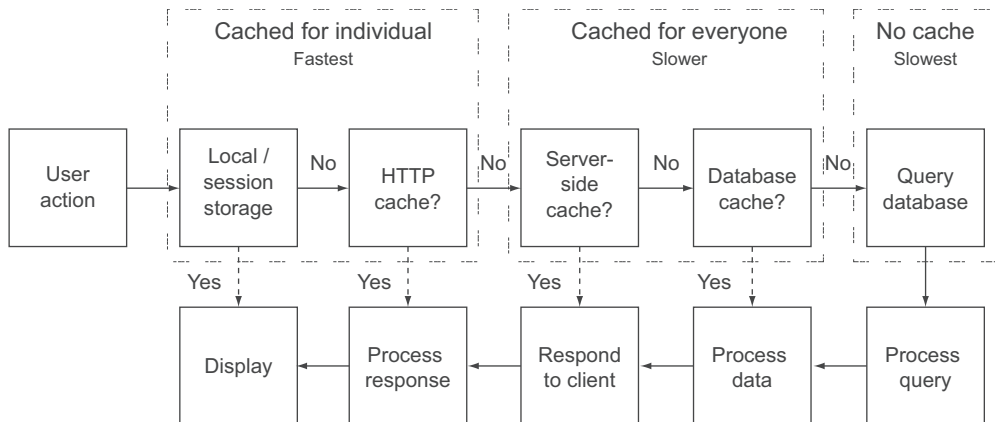 Cached for individual
Fastest
Cached for everyone
Slower
No cache
Slowest
User
action
Local /
session
storage
No
HTTP
cache?
No
Server-
side
cache?
No
Database
cache?
No
Query
database
Yes
Yes
Yes
Yes
Display
Process
response
Respond
to client
Process
data
Process
query